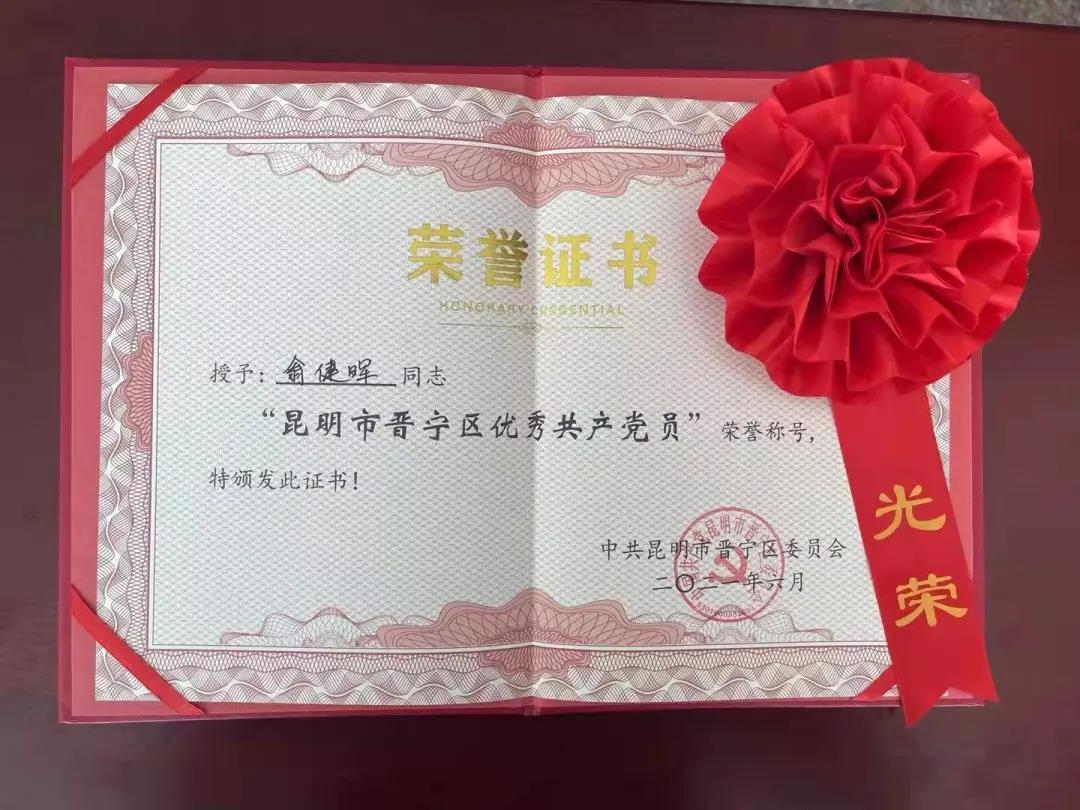 荣誉证书
HONORARY CREDENTIAL
授予：翁健晖 同志
“昆明市晋宁区优秀共产党员”荣誉称号，
特颁发此证书！
中共昆明市晋宁区委员会
二〇二一年六月
光荣